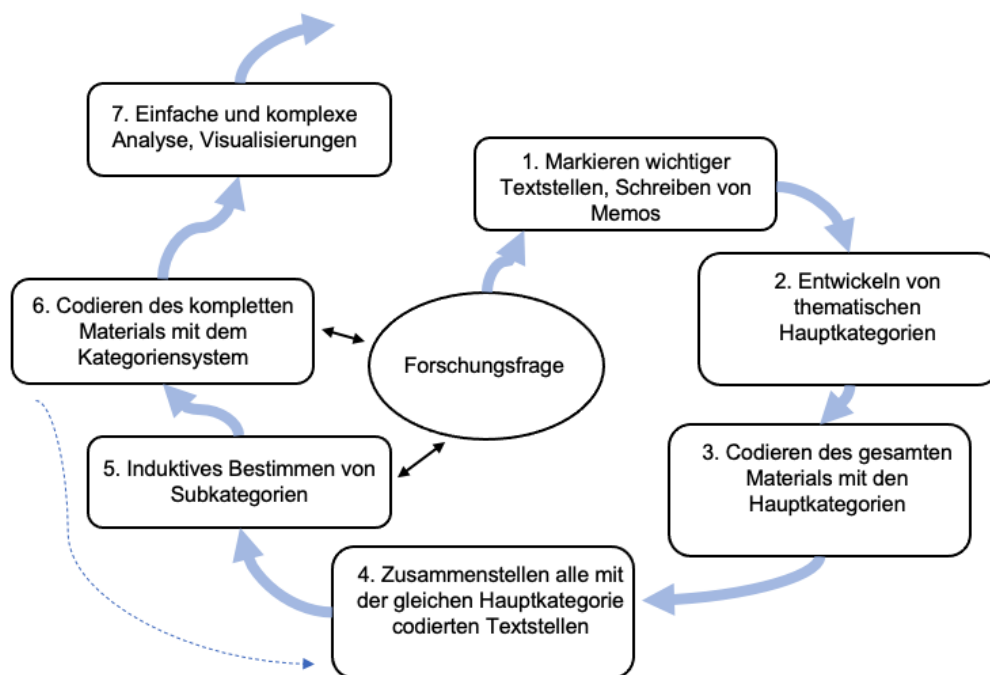 7. Einfache und komplexe
Analyse, Visualisierungen
1. Markieren wichtiger
Textstellen, Schreiben von
Memos
2. Entwickeln von
thematischen
Hauptkategorien
6. Codieren des kompletten
Materials mit dem
Kategoriensystem
Forschungsfrage
3. Codieren des gesamten
Materials mit den
Hauptkategorien
5. Induktives Bestimmen von
Subkategorien
4. Zusammenstellen alle mit
der gleichen Hauptkategorie
codierten Textstellen